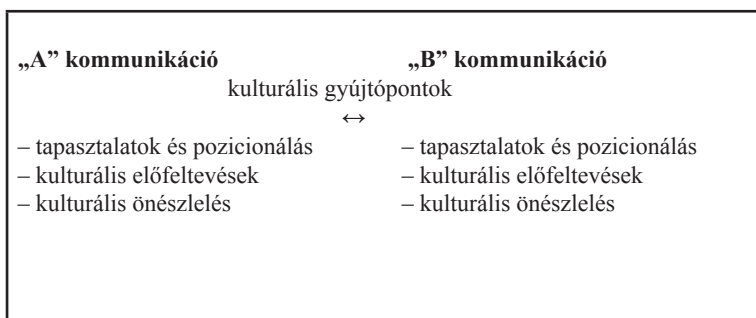 „A” kommunikáció „B” kommunikáció
kulturális gyújtópontok
↔
– tapasztalatok és pozicionálás – tapasztalatok és pozicionálás
– kulturális előfeltevések – kulturális előfeltevések
– kulturális önészlelés – kulturális önészlelés